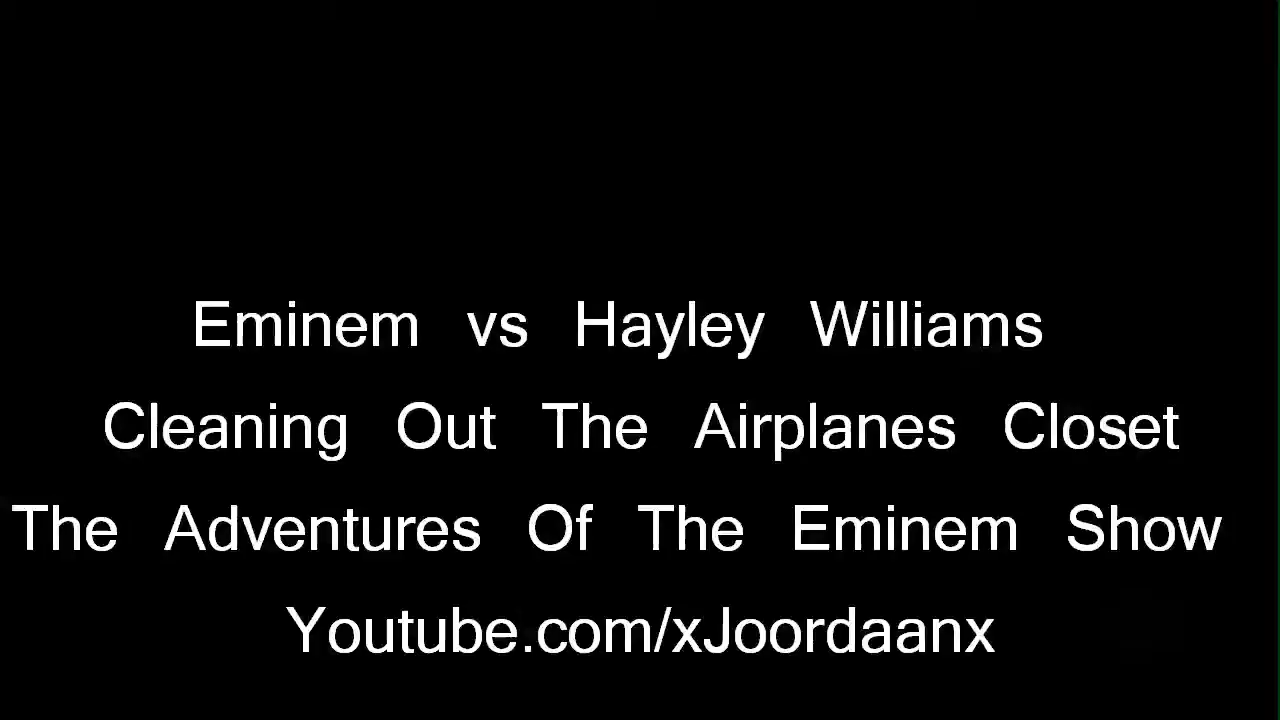 Eminem vs Hayley Williams
Cleaning Out The Airplanes Closet
The Adventures Of The Eminem Show
Youtube.com/xJoordaanx